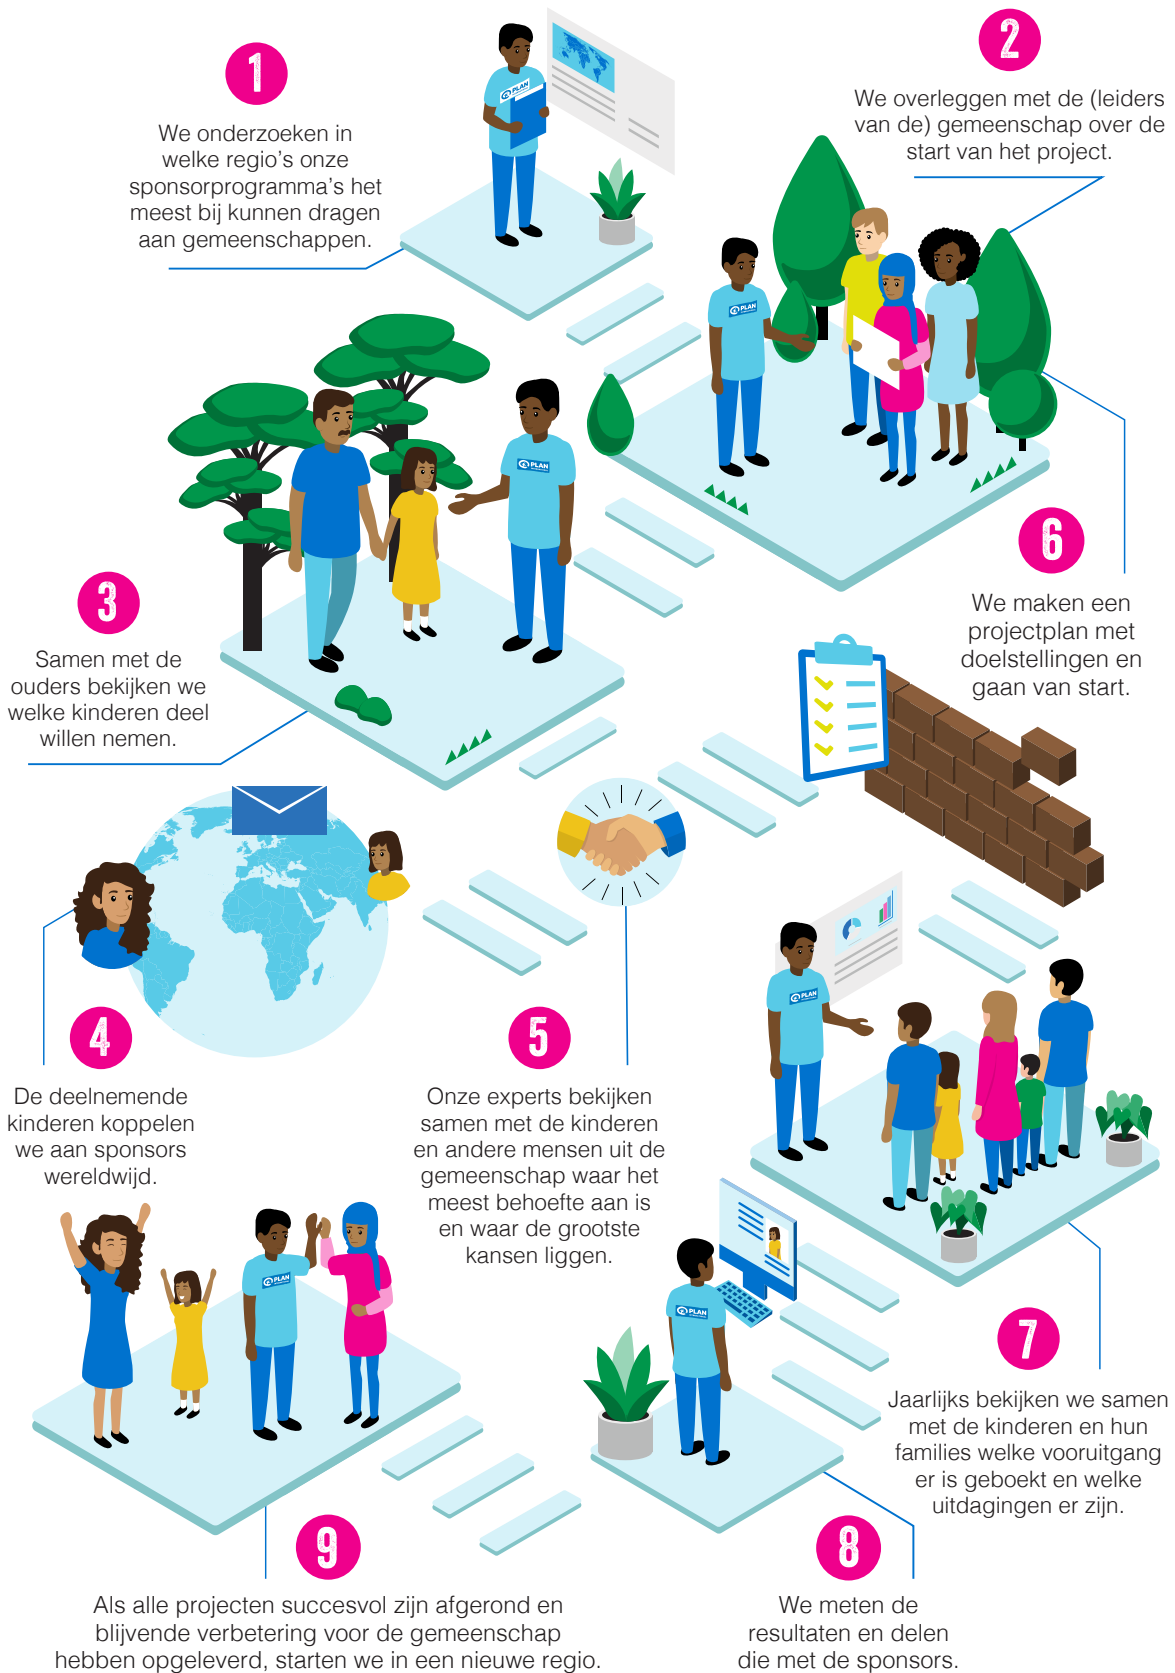 1
We onderzoeken in
welke regio's onze
sponsorprogramma's het
meest bij kunnen dragen
aan gemeenschappen.
PLAN
2
We overleggen met de (leiders
van de) gemeenschap over de
start van het project.
PLAN
3
Samen met de
ouders bekijken we
welke kinderen deel
willen nemen.
PLAN
4
De deelnemende
kinderen koppelen
we aan sponsors
wereldwijd.
5
Onze experts bekijken
samen met de kinderen
en andere mensen uit de
gemeenschap waar het
meest behoefte aan is
en waar de grootste
kansen liggen.
6
We maken een
projectplan met
doelstellingen en
gaan van start.
PLAN
7
Jaarlijks bekijken we samen
met de kinderen en hun
families welke vooruitgang
er is geboekt en welke
uitdagingen er zijn.
PLAN
8
We meten de
resultaten en delen
die met de sponsors.
PLAN
9
Als alle projecten succesvol zijn afgerond en
blijvende verbetering voor de gemeenschap
hebben opgeleverd, starten we in een nieuwe regio.